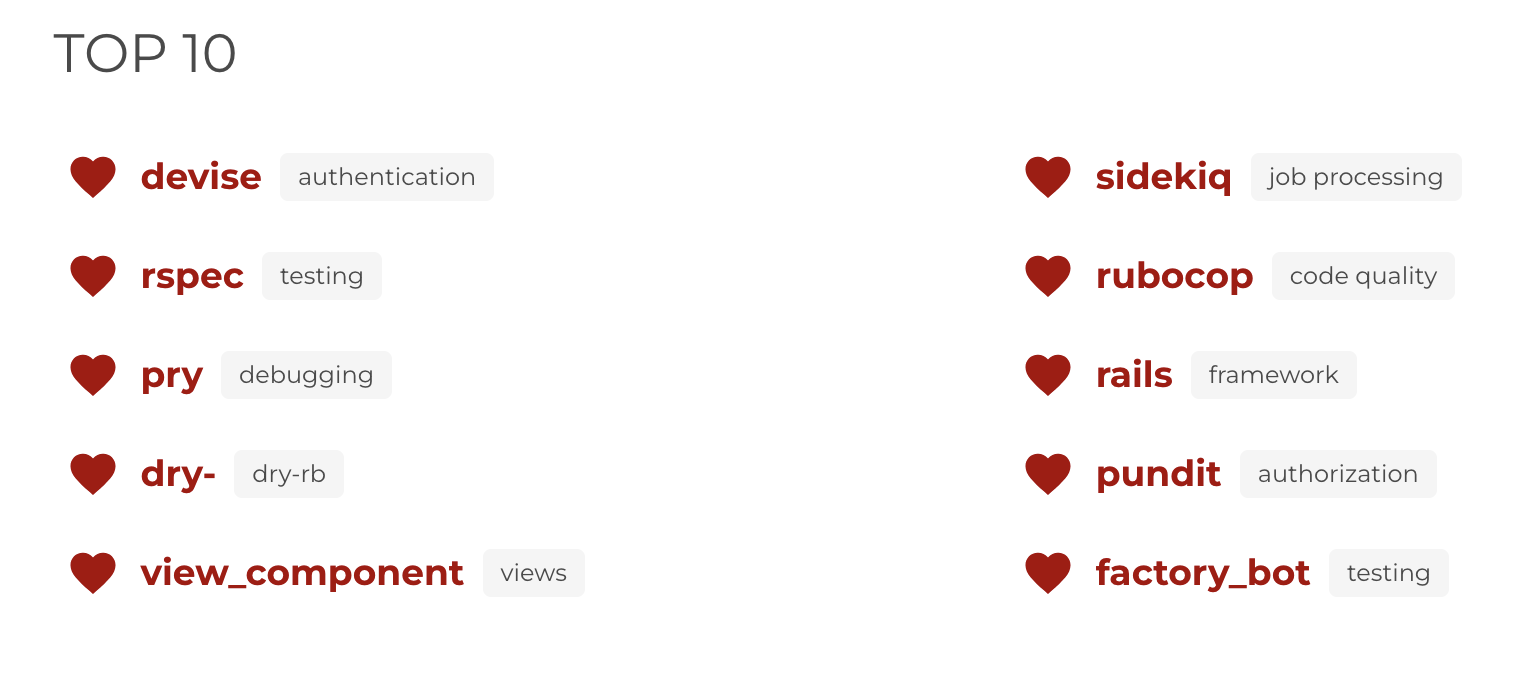 TOP 10
devise authentication
sidekiq job processing
rspec testing
rubocop code quality
pry debugging
rails framework
dry- dry-rb
pundit authorization
view_component views
factory_bot testing